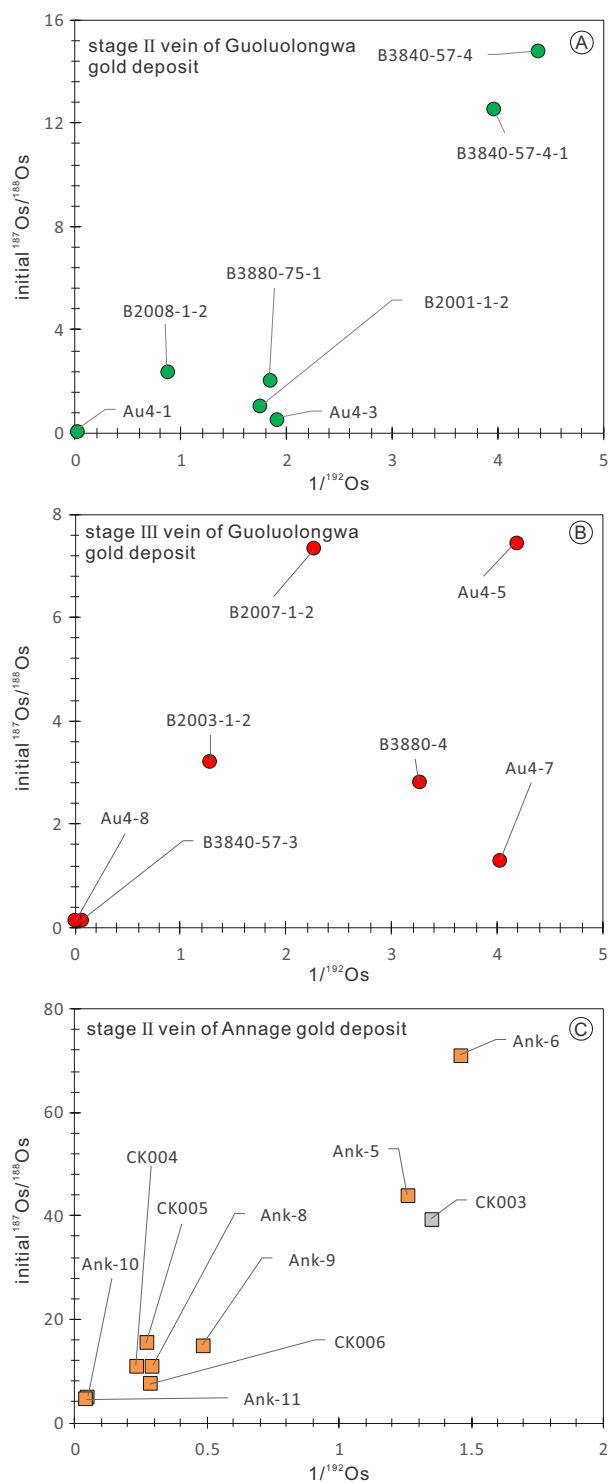 stage II vein of Guoluolongwa
gold deposit
A
B3840-57-4
B3840-57-4-1
B3880-75-1
B2001-1-2
B2008-1-2
Au4-1
Au4-3
initial ¹⁸⁷Os/¹⁸⁸Os
16
12
8
4
0
0 1 2 3 4 5
1/¹⁹²Os
stage III vein of Guoluolongwa
gold deposit
B
B2007-1-2
Au4-5
B2003-1-2
B3880-4
Au4-7
Au4-8
B3840-57-3
initial ¹⁸⁷Os/¹⁸⁸Os
8
6
4
2
0
0 1 2 3 4 5
1/¹⁹²Os
stage II vein of Annage gold deposit
C
Ank-6
Ank-5
CK003
CK004
CK005
Ank-8
Ank-9
Ank-10
CK006
Ank-11
initial ¹⁸⁷Os/¹⁸⁸Os
80
60
40
20
0
0 0.5 1 1.5 2
1/¹⁹²Os